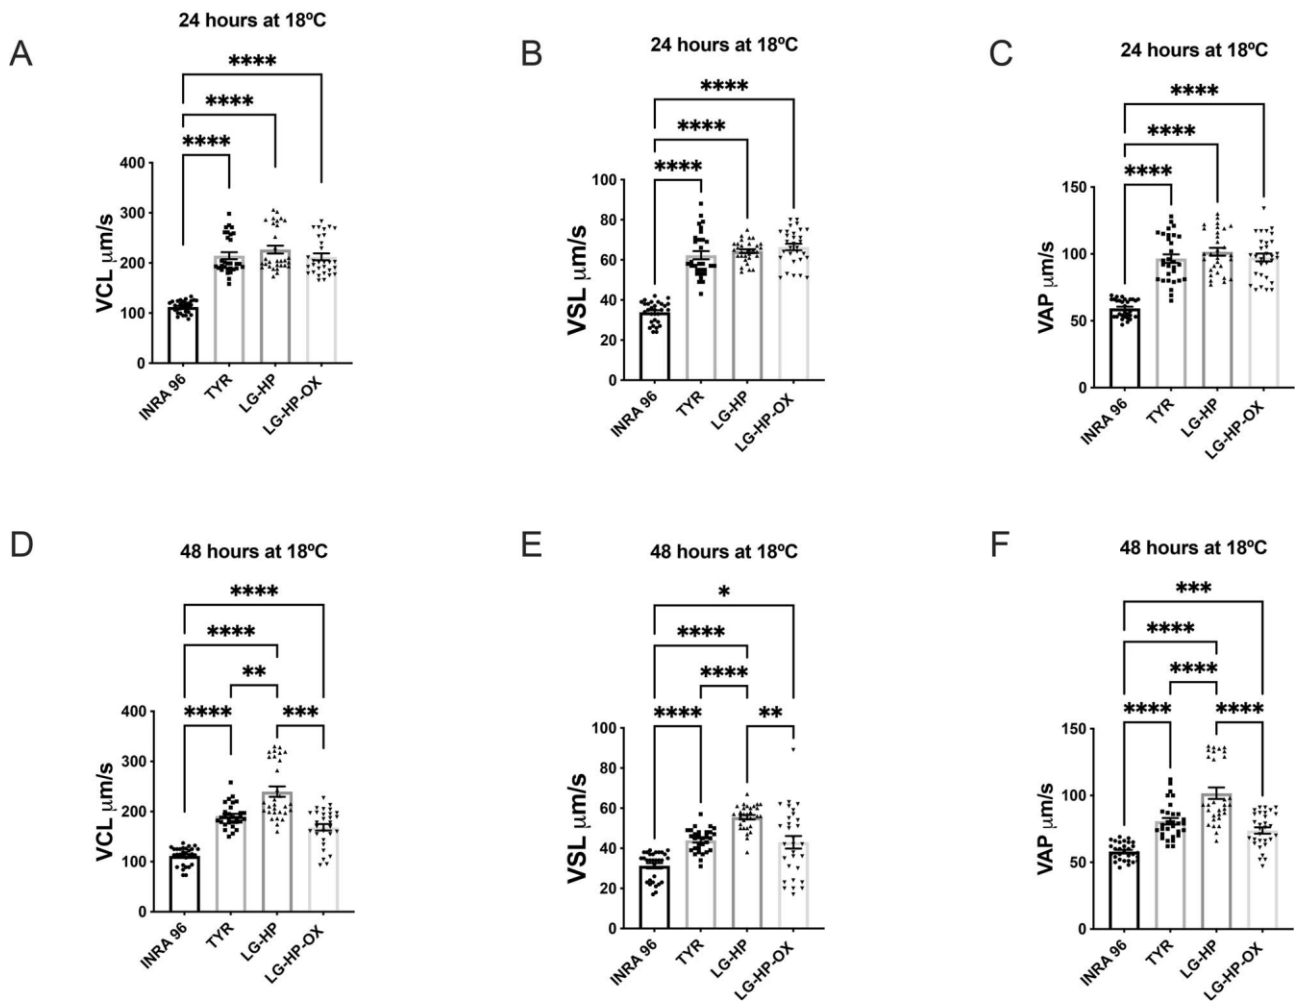 A
24 hours at 18ºC
****
****
****
VCL μm/s
400
300
200
100
0
INRA 96
TYR
LG-HP
LG-HP-OX
B
24 hours at 18ºC
****
****
****
VSL μm/s
100
80
60
40
20
0
INRA 96
TYR
LG-HP
LG-HP-OX
C
24 hours at 18ºC
****
****
****
VAP μm/s
150
100
50
0
INRA 96
TYR
LG-HP
LG-HP-OX
D
48 hours at 18ºC
****
****
**
**** ***
VCL μm/s
400
300
200
100
0
INRA 96
TYR
LG-HP
LG-HP-OX
E
48 hours at 18ºC
*
****
****
**** **
VSL μm/s
100
80
60
40
20
0
INRA 96
TYR
LG-HP
LG-HP-OX
F
48 hours at 18ºC
***
****
****
**** ****
VAP μm/s
150
100
50
0
INRA 96
TYR
LG-HP
LG-HP-OX